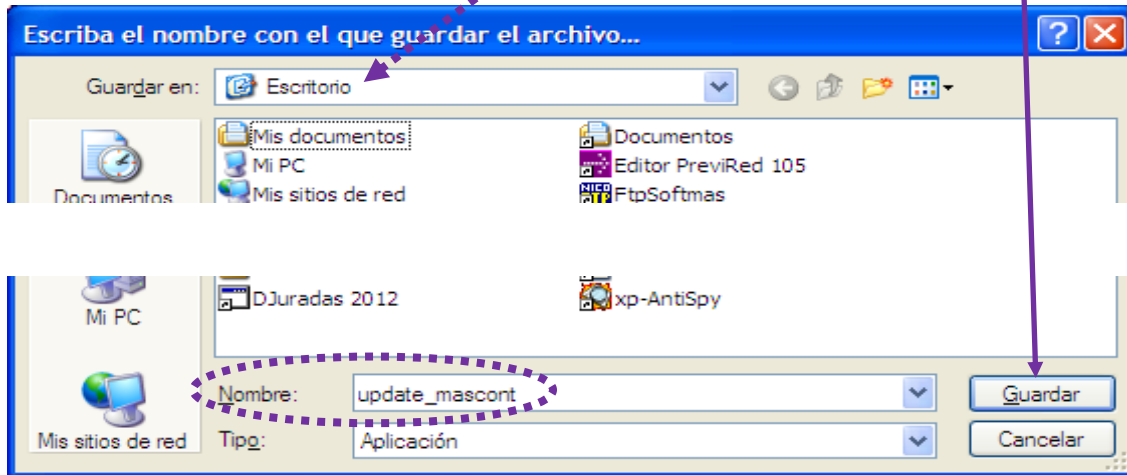 Escriba el nombre con el que guardar el archivo...
Guardar en: Escritorio
Mis documentos Documentos
Mi PC Editor PreviRed 105
Mis sitios de red FtpSoftmas
Documentos
DJuradas 2012 xp-AntiSpy
Mi PC
Nombre: update_mascont Guardar
Mis sitios de red Tipo: Aplicación Cancelar